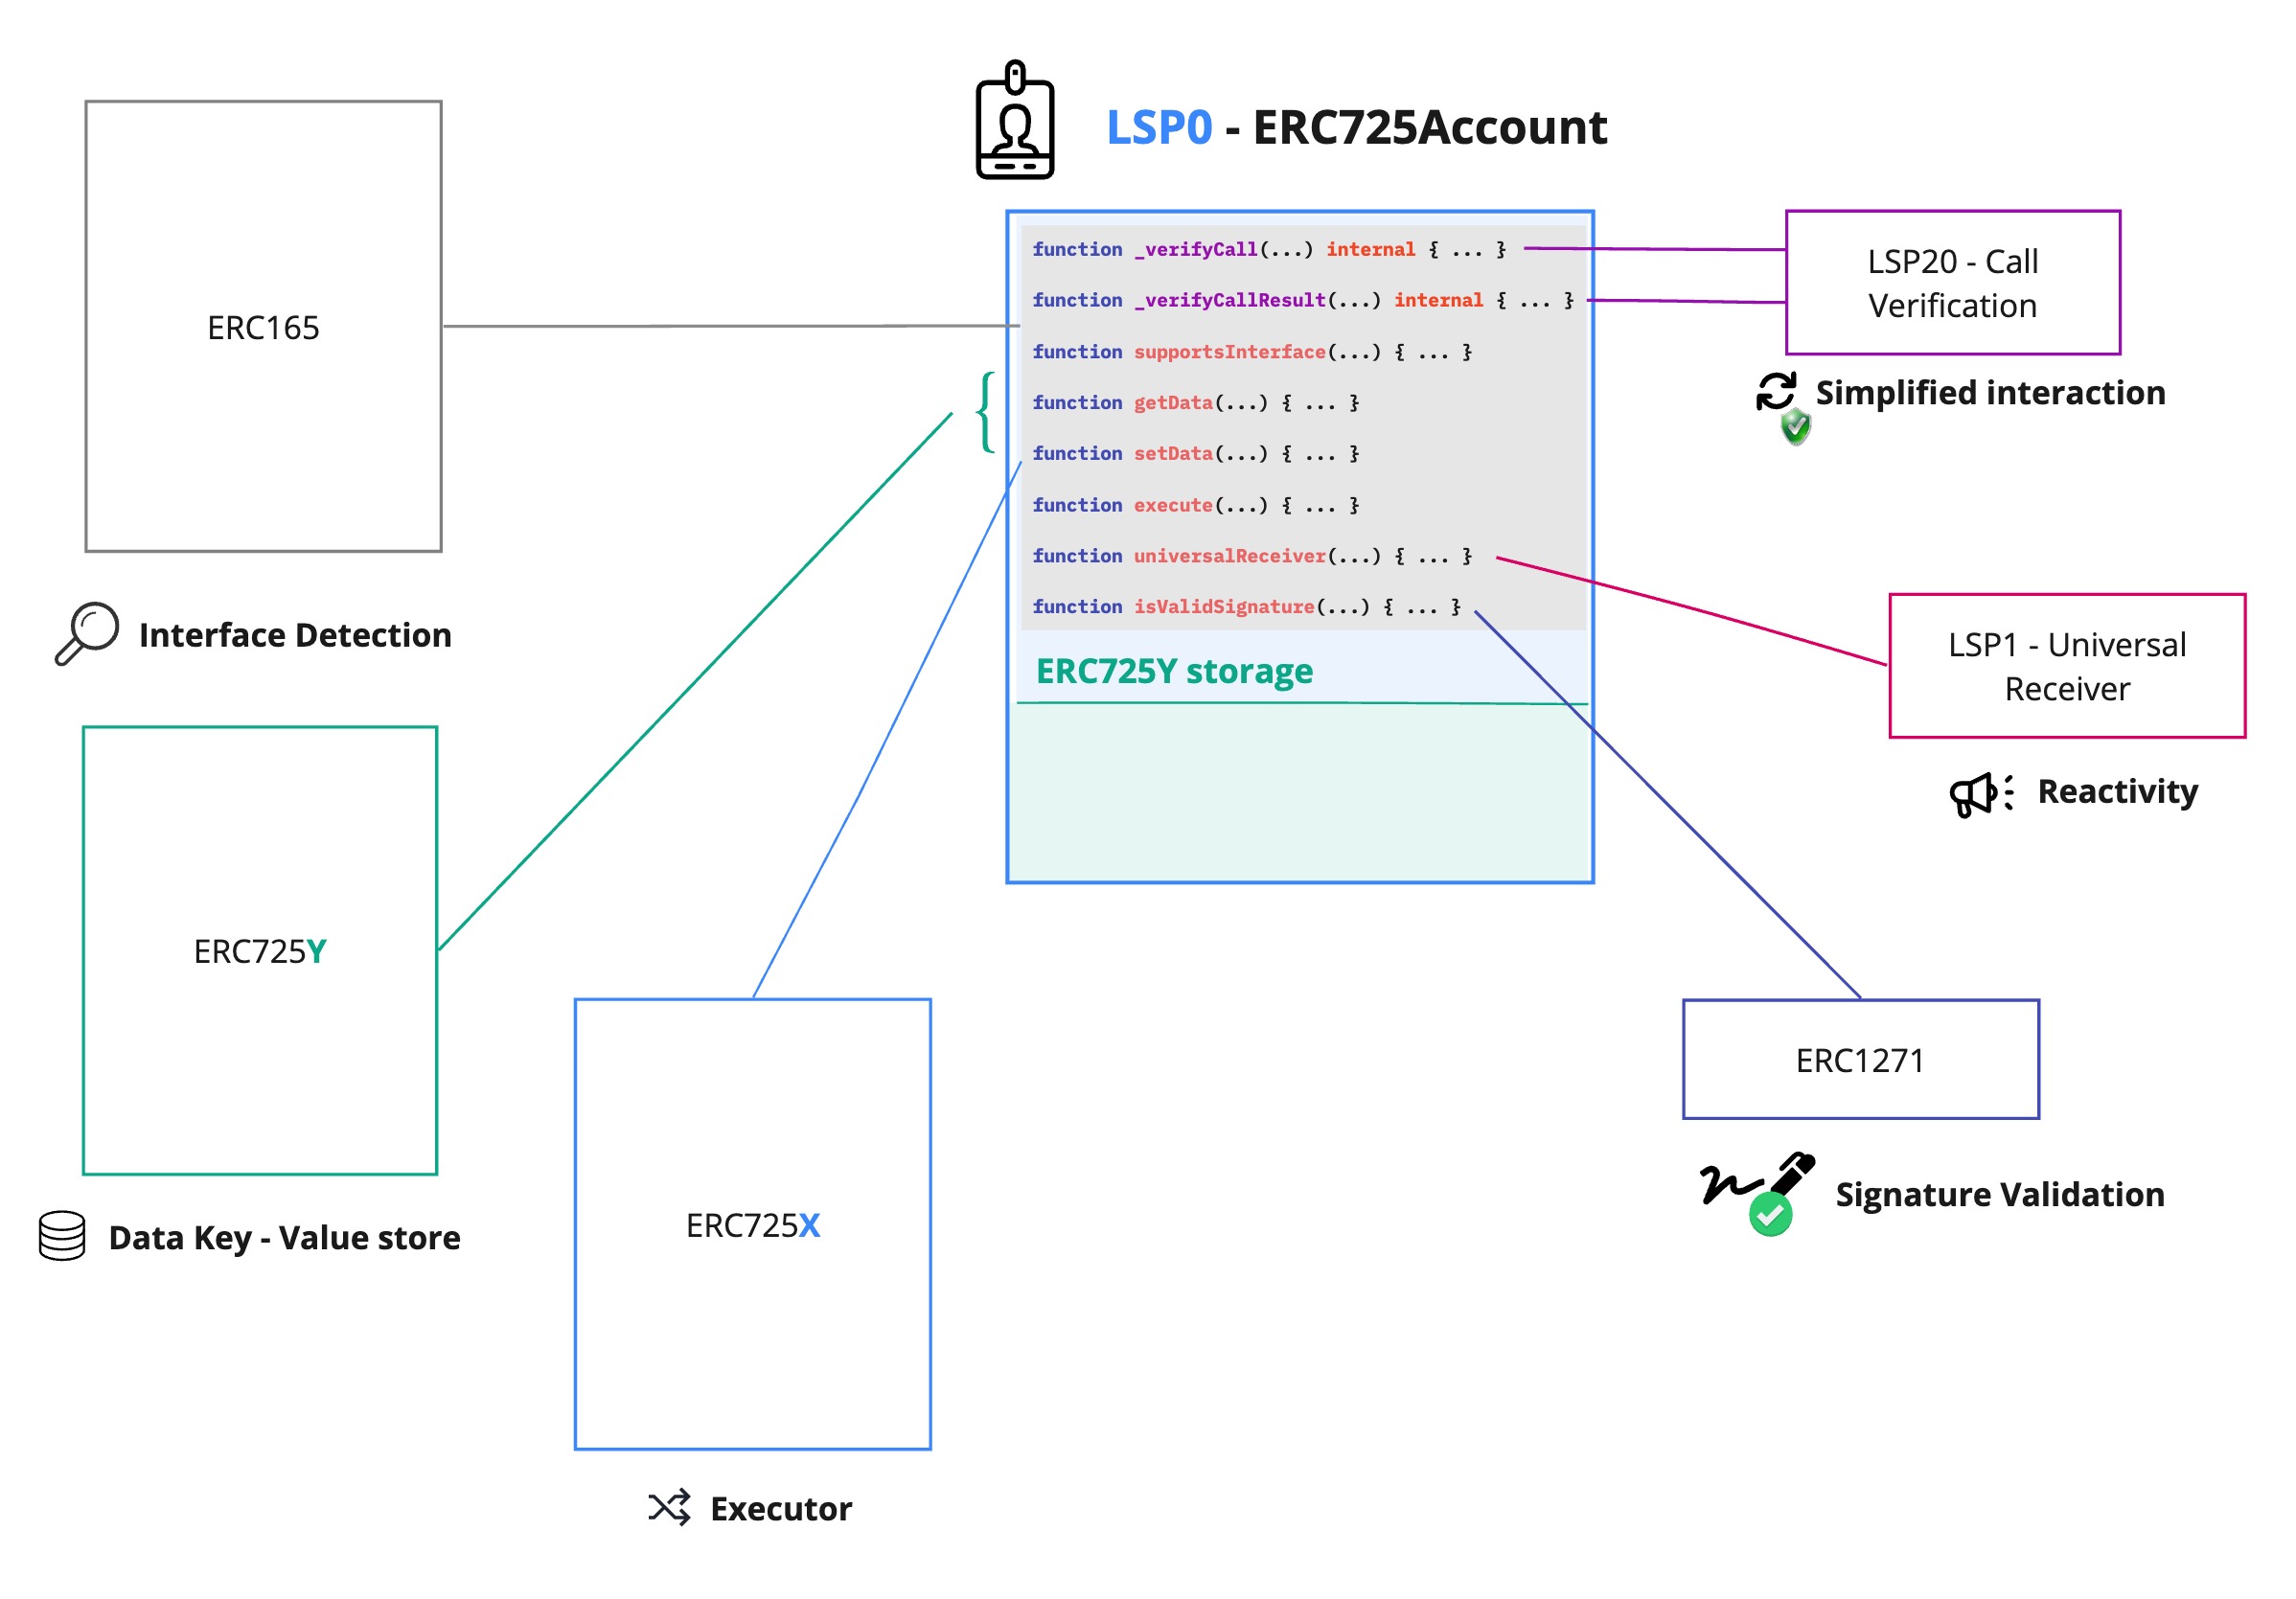 LSP0 - ERC725Account
ERC165
Interface Detection
function _verifyCall(...) internal { ... }
function _verifyCallResult(...) internal { ... }
function supportsInterface(...) { ... }
function getData(...) { ... }
function setData(...) { ... }
function execute(...) { ... }
function universalReceiver(...) { ... }
function isValidSignature(...) { ... }
ERC725Y storage
LSP20 - Call
Verification
Simplified interaction
LSP1 - Universal
Receiver
Reactivity
ERC725Y
Data Key - Value store
ERC725X
Executor
ERC1271
Signature Validation